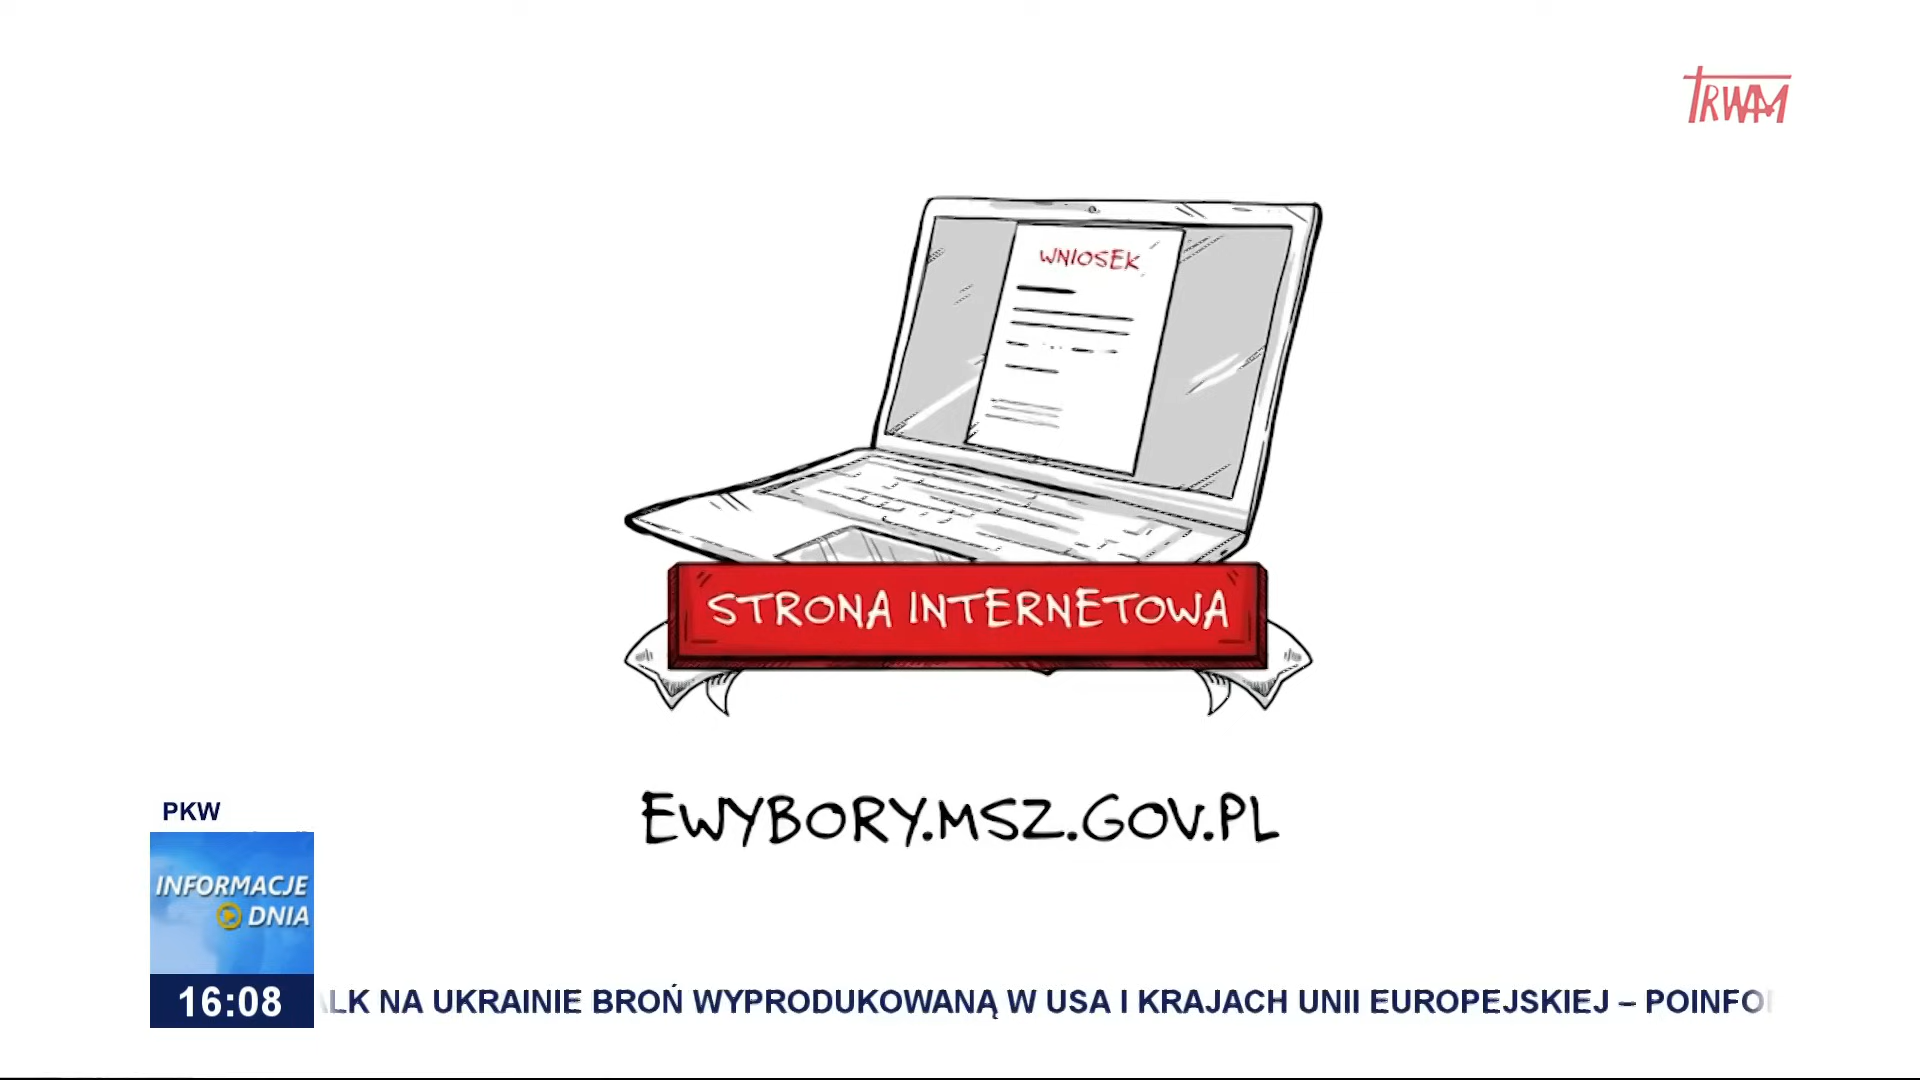 TRWAM
WNIOSEK
STRONA INTERNETOWA
EWYBORY.MSZ.GOV.PL
PKW
INFORMACJE
DNIA
16:08
NA UKRAINIE BROŃ WYPRODUKOWANĄ W USA I KRAJACH UNII EUROPEJSKIEJ –